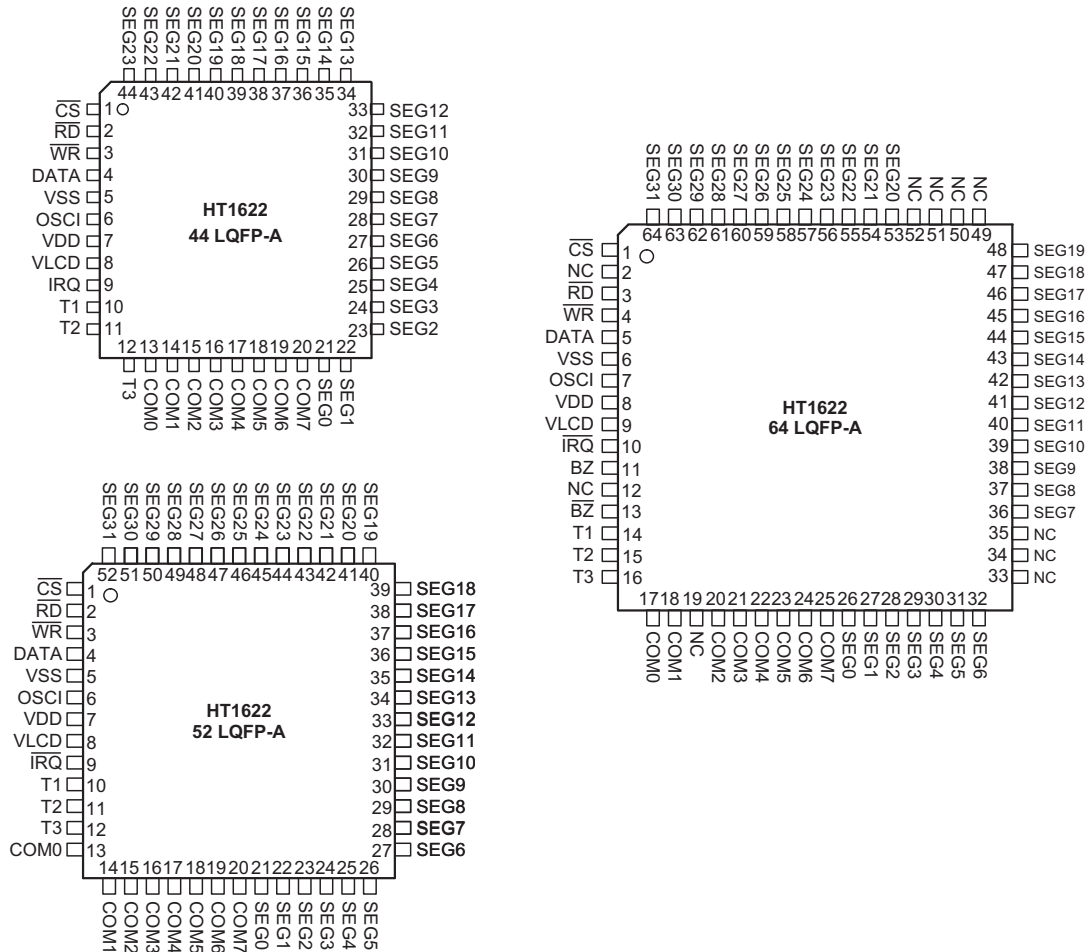 SEG23 SEG22 SEG21 SEG20 SEG19 SEG18 SEG17 SEG16 SEG15 SEG14 SEG13
44 43 42 41 40 39 38 37 36 35 34
CS 1 33 SEG12
RD 2 32 SEG11
WR 3 31 SEG10
DATA 4 30 SEG9
VSS 5 29 SEG8
OSCI 6 28 SEG7
VDD 7 27 SEG6
VLCD 8 26 SEG5
IRQ 9 25 SEG4
T1 10 24 SEG3
T2 11 23 SEG2
HT1622
44 LQFP-A
12 13 14 15 16 17 18 19 20 21 22
T3 COM0 COM1 COM2 COM3 COM4 COM5 COM6 COM7 SEG0 SEG1
SEG31 SEG30 SEG29 SEG28 SEG27 SEG26 SEG25 SEG24 SEG23 SEG22 SEG21 SEG20 NC NC NC NC
64 63 62 61 60 59 58 57 56 55 54 53 52 51 50 49
CS 1 48 SEG19
NC 2 47 SEG18
RD 3 46 SEG17
WR 4 45 SEG16
DATA 5 44 SEG15
VSS 6 43 SEG14
OSCI 7 42 SEG13
VDD 8 41 SEG12
VLCD 9 40 SEG11
IRQ 10 39 SEG10
BZ 11 38 SEG9
NC 12 37 SEG8
BZ 13 36 SEG7
T1 14 35 NC
T2 15 34 NC
T3 16 33 NC
HT1622
64 LQFP-A
17 18 19 20 21 22 23 24 25 26 27 28 29 30 31 32
COM0 COM1 NC COM2 COM3 COM4 COM5 COM6 COM7 SEG0 SEG1 SEG2 SEG3 SEG4 SEG5 SEG6
SEG31 SEG30 SEG29 SEG28 SEG27 SEG26 SEG25 SEG24 SEG23 SEG22 SEG21 SEG20 SEG19
52 51 50 49 48 47 46 45 44 43 42 41 40
CS 1 39 SEG18
RD 2 38 SEG17
WR 3 37 SEG16
DATA 4 36 SEG15
VSS 5 35 SEG14
OSCI 6 34 SEG13
VDD 7 33 SEG12
VLCD 8 32 SEG11
IRQ 9 31 SEG10
T1 10 30 SEG9
T2 11 29 SEG8
T3 12 28 SEG7
COM0 13 27 SEG6
HT1622
52 LQFP-A
14 15 16 17 18 19 20 21 22 23 24 25 26
COM1 COM2 COM3 COM4 COM5 COM6 COM7 SEG0 SEG1 SEG2 SEG3 SEG4 SEG5